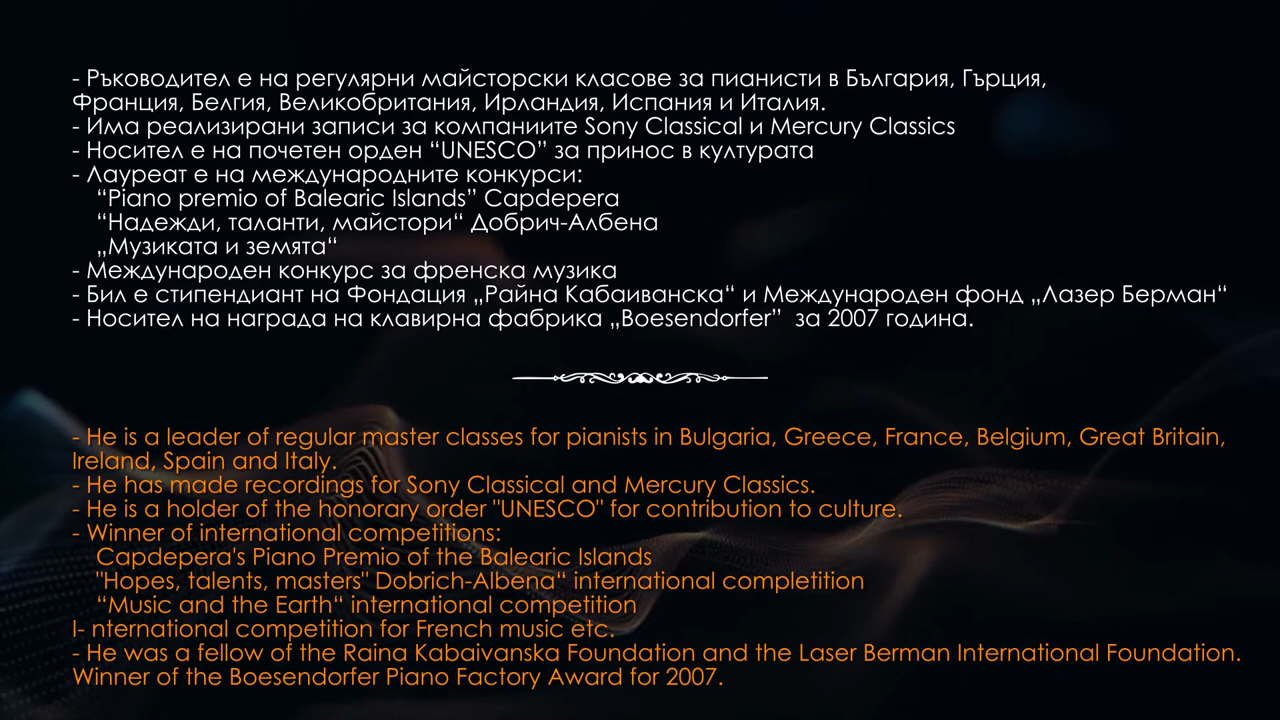 - Ръководител е на регулярни майсторски класове за пианисти в България, Гърция,
Франция, Белгия, Великобритания, Ирландия, Испания и Италия.
- Има реализирани записи за компаниите Sony Classical и Mercury Classics
- Носител е на почетен орден “UNESCO” за принос в културата
- Лауреат е на международните конкурси:
“Piano premio of Balearic Islands” Capdepera
“Надежди, таланти, майстори“ Добрич-Албена
„Музиката и земята“
- Международен конкурс за френска музика
- Бил е стипендиант на Фондация „Райна Кабаиванска“ и Международен фонд „Лазер Берман“
- Носител на награда на клавирна фабрика „Boesendorfer”  за 2007 година.
- He is a leader of regular master classes for pianists in Bulgaria, Greece, France, Belgium, Great Britain,
Ireland, Spain and Italy.
- He has made recordings for Sony Classical and Mercury Classics.
- He is a holder of the honorary order "UNESCO" for contribution to culture.
- Winner of international competitions:
Capdepera's Piano Premio of the Balearic Islands
"Hopes, talents, masters" Dobrich-Albena“ international completition
“Music and the Earth“ international competition
I- nternational competition for French music etc.
- He was a fellow of the Raina Kabaivanska Foundation and the Laser Berman International Foundation.
Winner of the Boesendorfer Piano Factory Award for 2007.